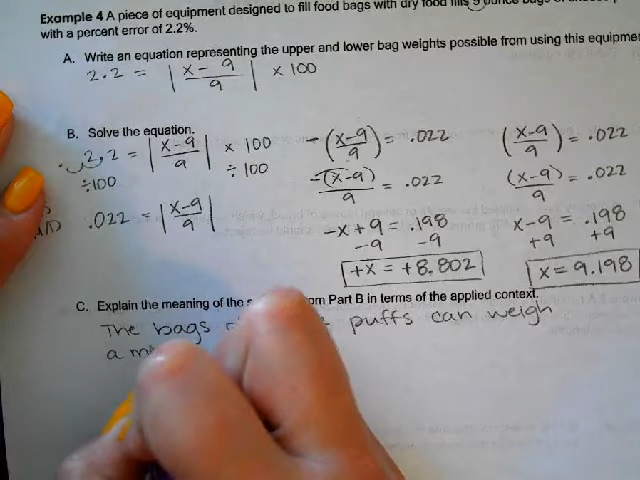 Example 4 A piece of equipment designed to fill food bags with dry food fills 9
with a percent error of 2.2%.
A. Write an equation representing the upper and lower bag weights possible from using this equipme
2.2 = | x - 9 / 9 | × 100
B. Solve the equation.
2.2 = | x-9 / 9 | × 100
÷100 ÷ 100
.022 = | x-9 / 9 |
-(x-9 / 9) = .022
-(x-9) / 9 = .022
-x + 9 = .198
-9 -9
+x = +8.802
(x-9 / 9) = .022
(x-9) / 9 = .022
x-9 = .198
+9 +9
x = 9.198
C. Explain the meaning of the from Part B in terms of the applied context.
The bags puffs can weigh
a